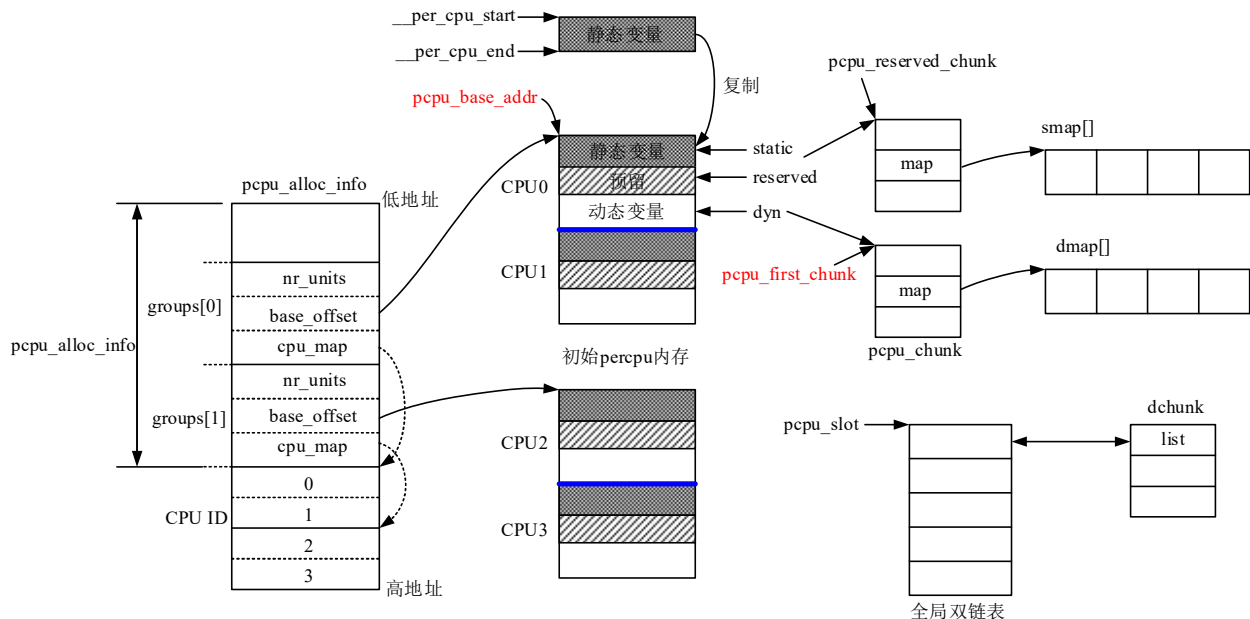 __per_cpu_start
静态变量
__per_cpu_end
复制
pcpu_base_addr
pcpu_reserved_chunk
smap[]
静态变量
static
CPU0
预留
reserved
map
动态变量
dyn
CPU1
pcpu_first_chunk
dmap[]
map
pcpu_chunk
初始percpu内存
pcpu_alloc_info
低地址
groups[0]
nr_units
base_offset
cpu_map
pcpu_alloc_info
groups[1]
nr_units
base_offset
cpu_map
CPU ID
0
1
2
3
高地址
CPU2
CPU3
pcpu_slot
dchunk
list
全局双链表